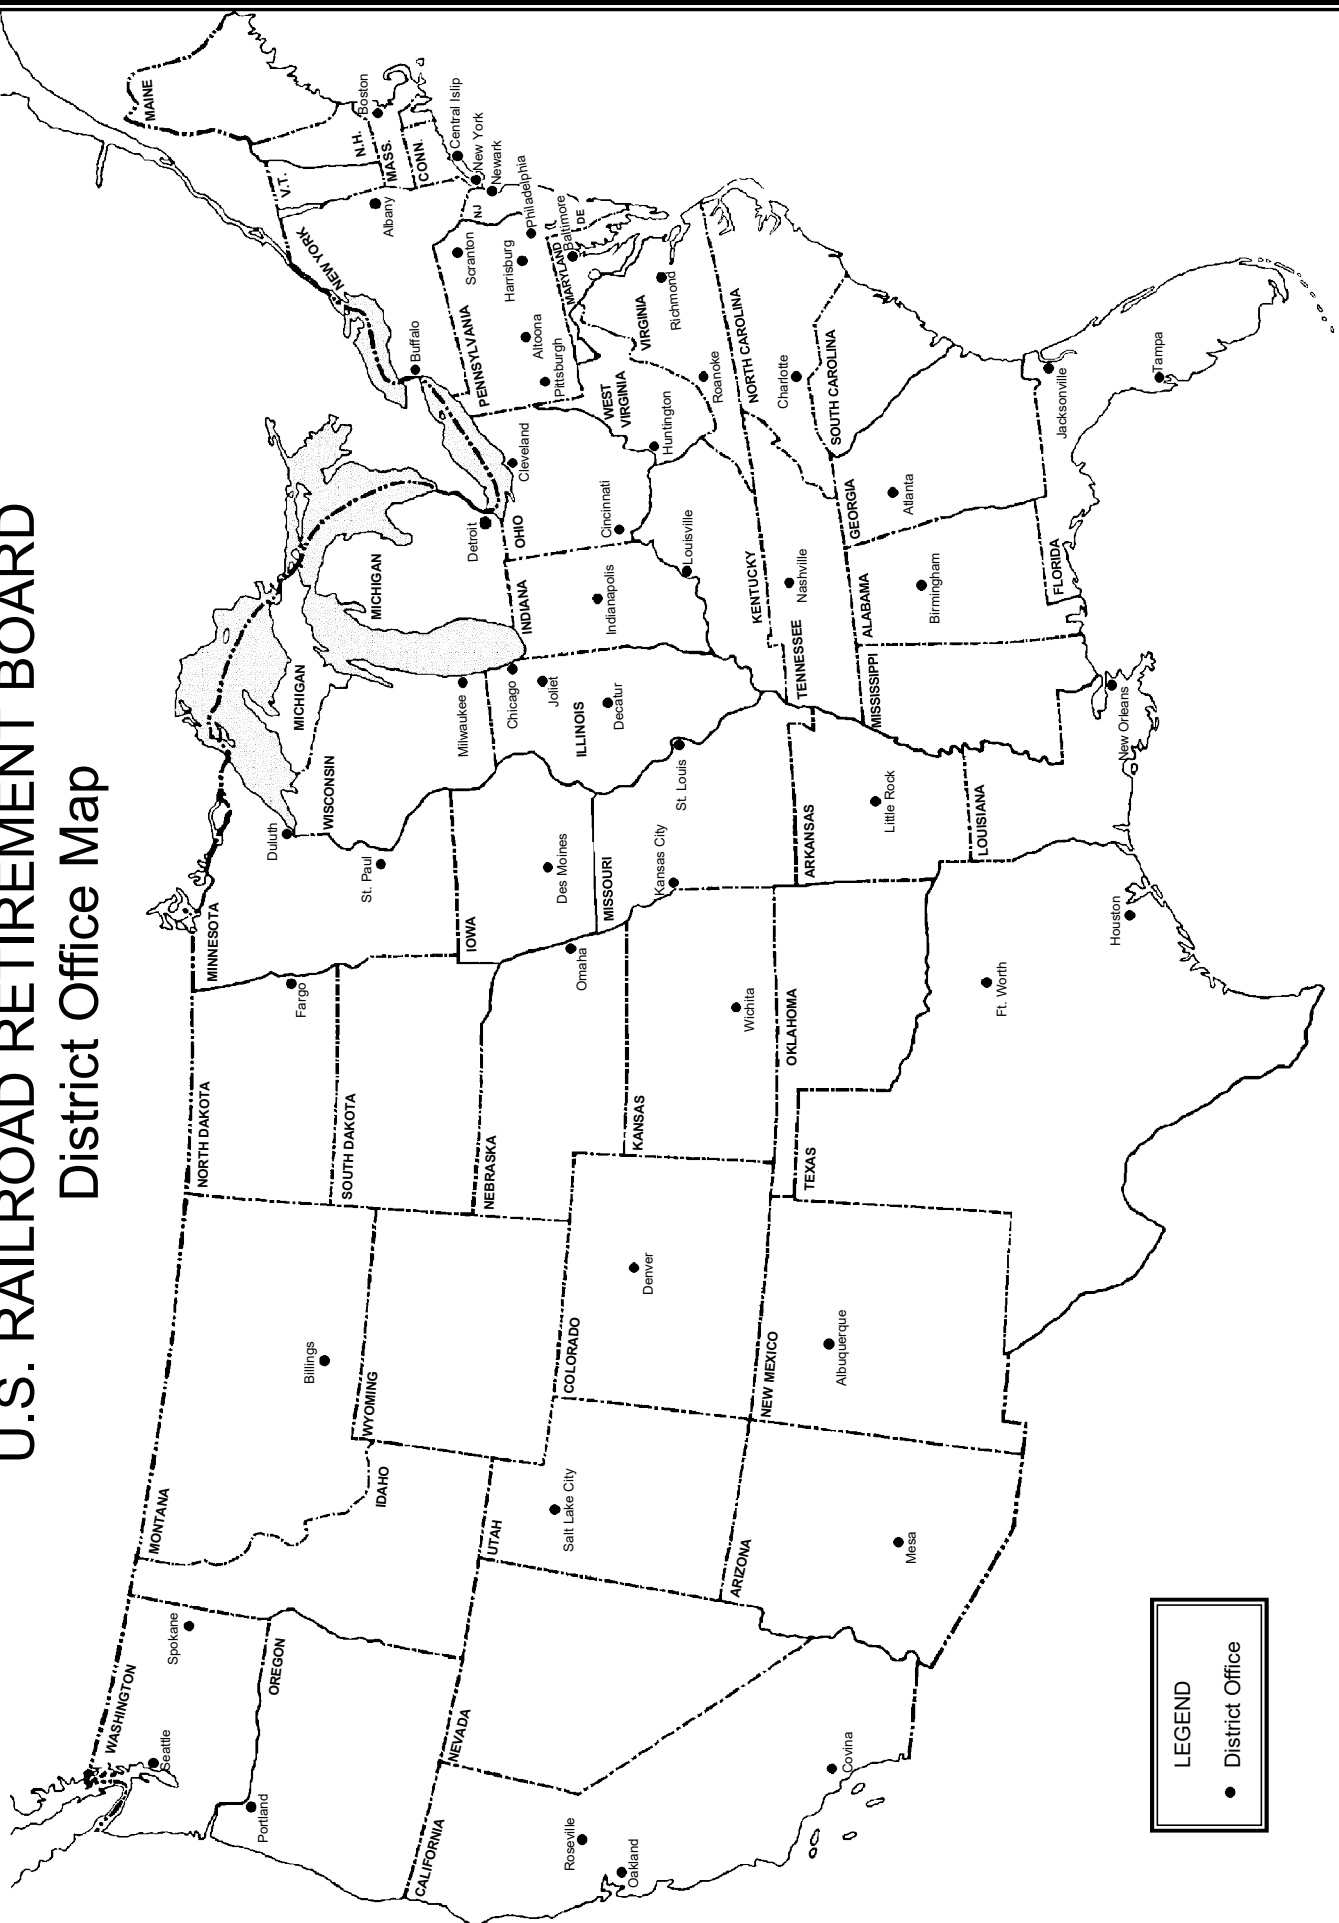 U.S. RAILROAD RETIREMENT BOARD
District Office Map
WASHINGTON
Seattle
Spokane
Portland
OREGON
CALIFORNIA
Roseville
Oakland
Covina
NEVADA
IDAHO
MONTANA
Billings
WYOMING
UTAH
Salt Lake City
ARIZONA
Mesa
COLORADO
Denver
NEW MEXICO
Albuquerque
NORTH DAKOTA
Fargo
SOUTH DAKOTA
NEBRASKA
Omaha
KANSAS
Wichita
OKLAHOMA
TEXAS
Ft. Worth
Houston
MINNESOTA
Duluth
St. Paul
IOWA
Des Moines
MISSOURI
Kansas City
St. Louis
ARKANSAS
Little Rock
LOUISIANA
New Orleans
WISCONSIN
Milwaukee
MICHIGAN
MICHIGAN
Detroit
ILLINOIS
Chicago
Joliet
Decatur
INDIANA
Indianapolis
OHIO
Cleveland
Cincinnati
KENTUCKY
Louisville
TENNESSEE
Nashville
MISSISSIPPI
ALABAMA
Birmingham
GEORGIA
Atlanta
FLORIDA
Jacksonville
Tampa
SOUTH CAROLINA
NORTH CAROLINA
Charlotte
VIRGINIA
Richmond
Roanoke
WEST
VIRGINIA
Huntington
MARYLAND
Baltimore
DE
PENNSYLVANIA
Pittsburgh
Altoona
Harrisburg
Scranton
Philadelphia
NJ
Newark
NEW YORK
Buffalo
Albany
New York
Central Islip
CONN.
MASS.
Boston
V.T.
N.H.
MAINE
LEGEND
District Office